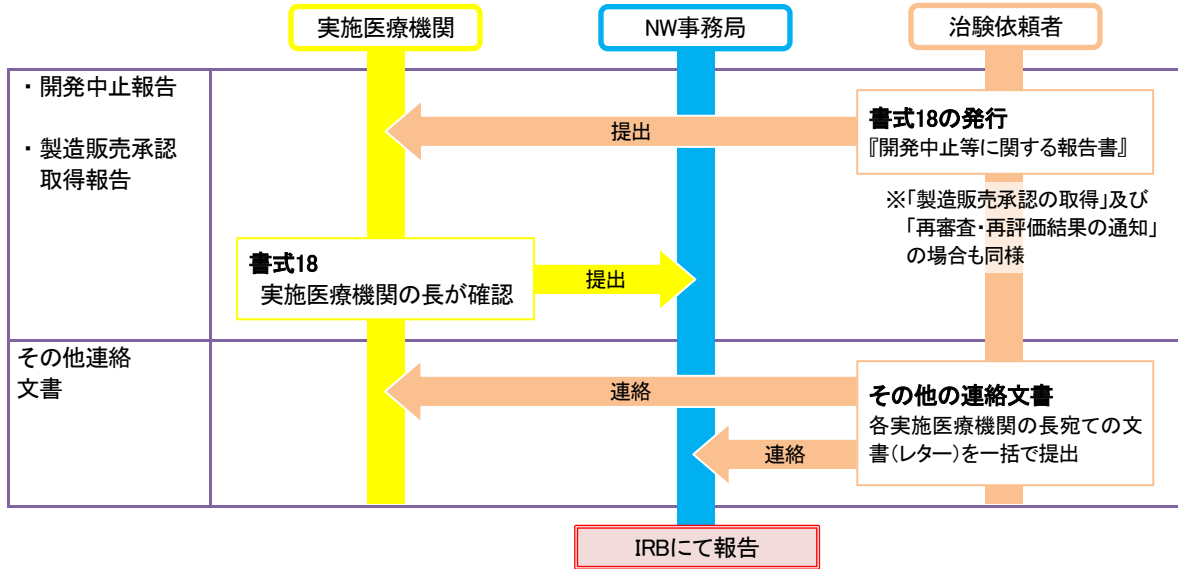 実施医療機関
NW事務局
治験依頼者
・開発中止報告
・製造販売承認
取得報告
提出
書式18の発行
『開発中止等に関する報告書』
※「製造販売承認の取得」及び
「再審査・再評価結果の通知」
の場合も同様
書式18
実施医療機関の長が確認
提出
その他連絡
文書
連絡
連絡
その他の連絡文書
各実施医療機関の長宛ての文
書(レター)を一括で提出
IRBにて報告